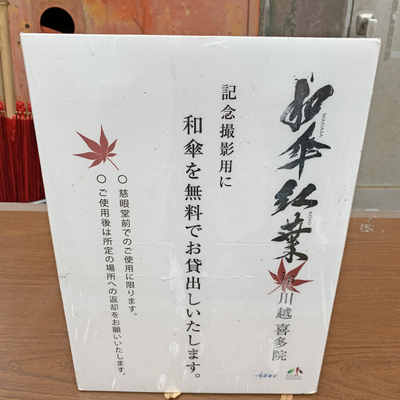 和傘紅葉
WAGASA
KOUYOU
川越 喜多院
記念撮影用に
和傘を無料でお貸出しいたします。
○ 慈眼堂前でのご使用に限ります。
○ ご使用後は所定の場所への返却をお願いいたします。